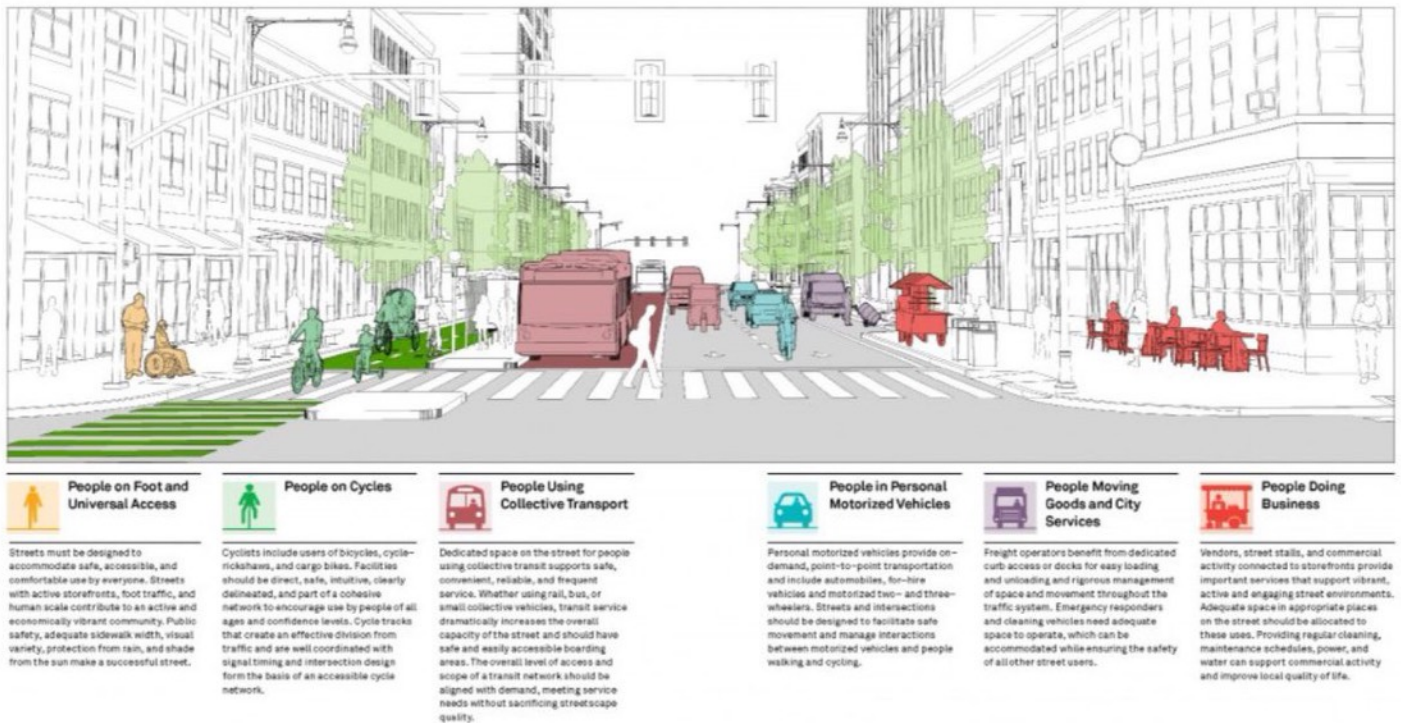 People on Foot and
Universal Access
Streets must be designed to
accommodate safe, accessible, and
comfortable use by everyone. Streets
with active storefronts, foot traffic, and
human scale contribute to an active and
economically vibrant community. Public
safety, adequate sidewalk width, visual
variety, protection from rain, and shade
from the sun make a successful street.
People on Cycles
Cyclists include users of bicycles, cycle-
rickshaws, and cargo bikes. Facilities
should be direct, safe, intuitive, clearly
delineated, and part of a cohesive
network to encourage use by people of all
ages and confidence levels. Cycle tracks
that create an effective division from
traffic and are well coordinated with
signal timing and intersection design
form the basis of an accessible cycle
network.
People Using
Collective Transport
Dedicated space on the street for people
using collective transit supports safe,
convenient, reliable, and frequent
service. Whether using rail, bus, or
small collective vehicles, transit service
dramatically increases the overall
capacity of the street and should have
safe and easily accessible boarding
areas. The overall level of access and
scope of a transit network should be
aligned with demand, meeting service
needs without sacrificing streetscape
quality.
People in Personal
Motorized Vehicles
Personal motorized vehicles provide on-
demand, point-to-point transportation
and include automobiles, for-hire
vehicles and motorized two- and three-
wheelers. Streets and intersections
should be designed to facilitate safe
movement and manage interactions
between motorized vehicles and people
walking and cycling.
People Moving
Goods and City
Services
Freight operators benefit from dedicated
curb access or docks for easy loading
and unloading and rigorous management
of space and movement throughout the
traffic system. Emergency responders
and cleaning vehicles need adequate
space to operate, which can be
accommodated while ensuring the safety
of all other street users.
People Doing
Business
Vendors, street stalls, and commercial
activity connected to storefronts provide
important services that support vibrant,
active and engaging street environments.
Adequate space in appropriate places
on the street should be allocated to
these uses. Providing regular cleaning,
maintenance schedules, power, and
water can support commercial activity
and improve local quality of life.